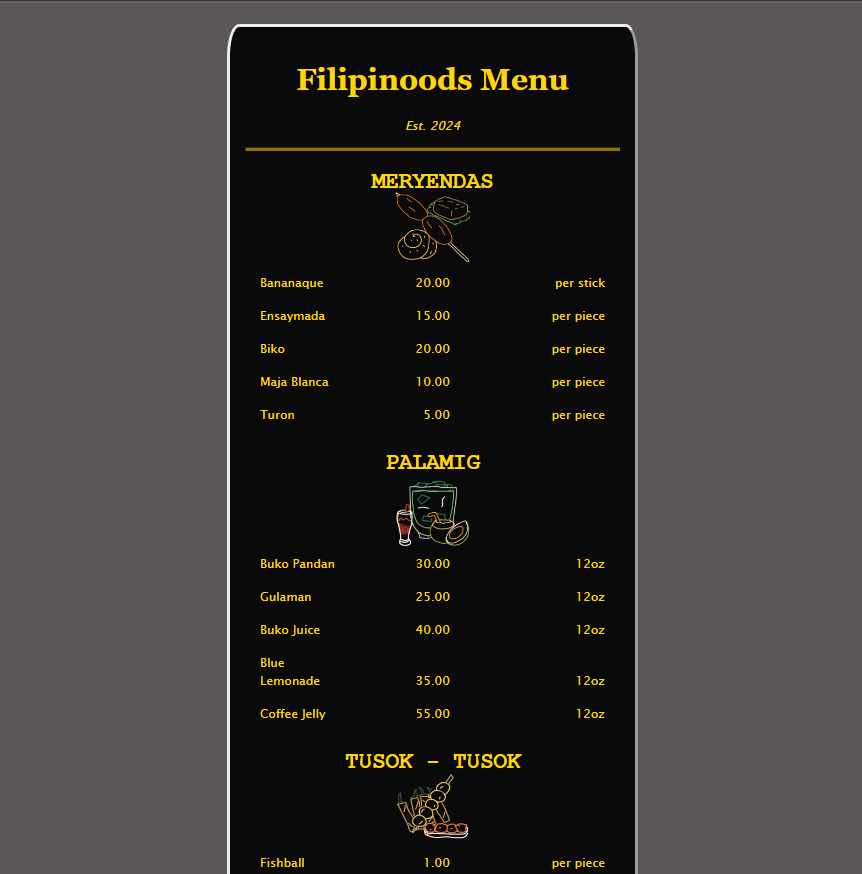 Filipinoods Menu
Est. 2024
MERYENDAS
Bananaque 20.00 per stick
Ensaymada 15.00 per piece
Biko 20.00 per piece
Maja Blanca 10.00 per piece
Turon 5.00 per piece
PALAMIG
Buko Pandan 30.00 12oz
Gulaman 25.00 12oz
Buko Juice 40.00 12oz
Blue
Lemonade 35.00 12oz
Coffee Jelly 55.00 12oz
TUSOK - TUSOK
Fishball 1.00 per piece